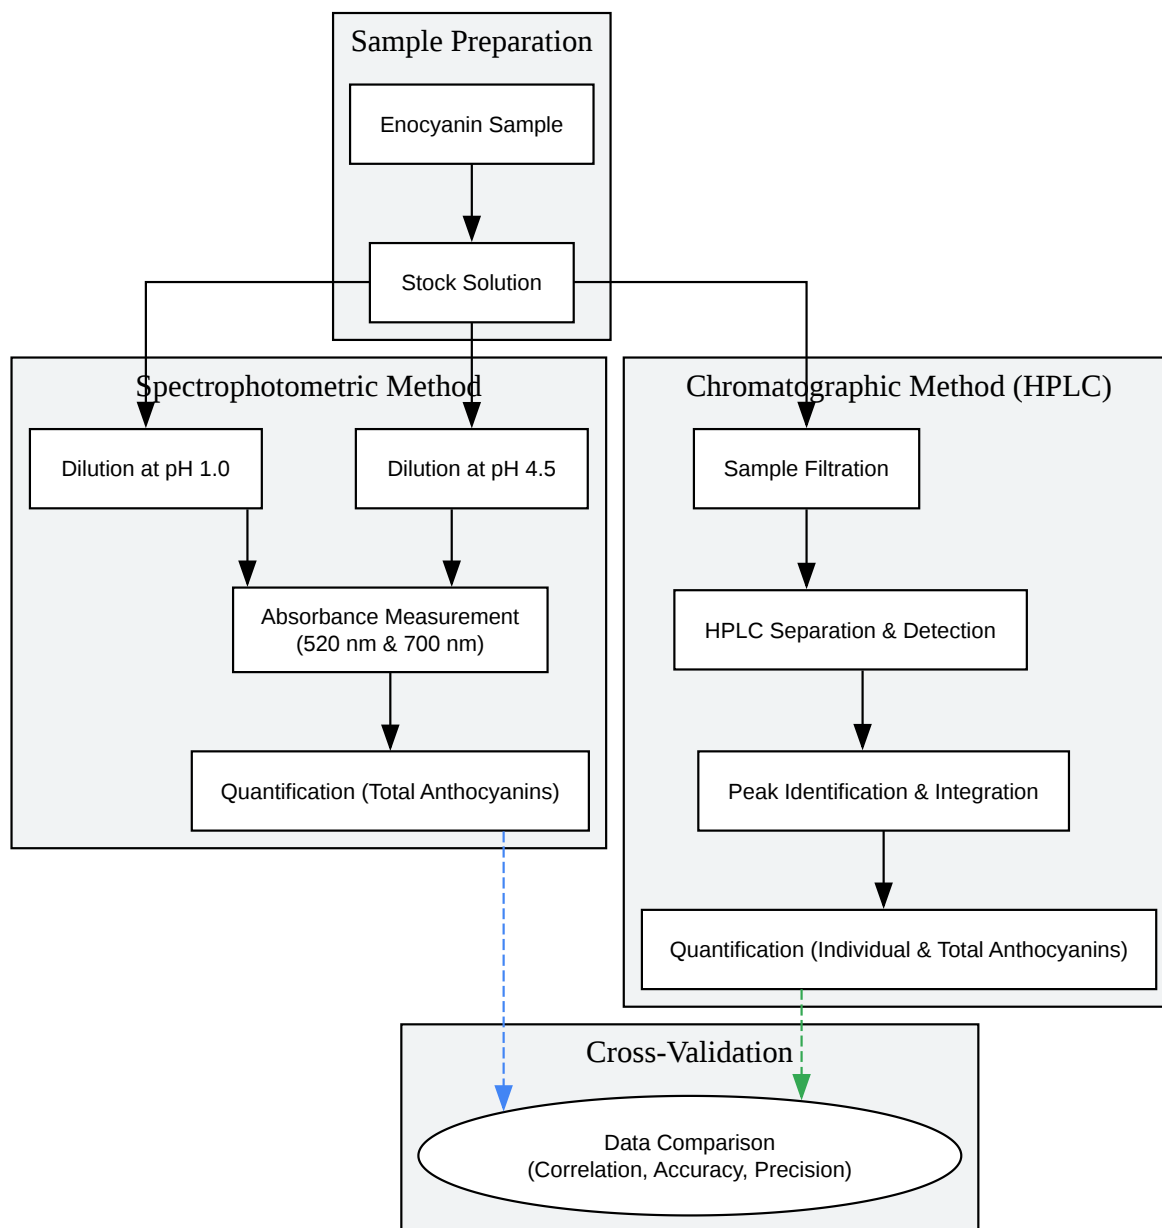 Sample Preparation
Enocyanin Sample
Stock Solution
Spectrophotometric Method
Dilution at pH 1.0
Dilution at pH 4.5
Absorbance Measurement
(520 nm & 700 nm)
Quantification (Total Anthocyanins)
Chromatographic Method (HPLC)
Sample Filtration
HPLC Separation & Detection
Peak Identification & Integration
Quantification (Individual & Total Anthocyanins)
Cross-Validation
Data Comparison
(Correlation, Accuracy, Precision)